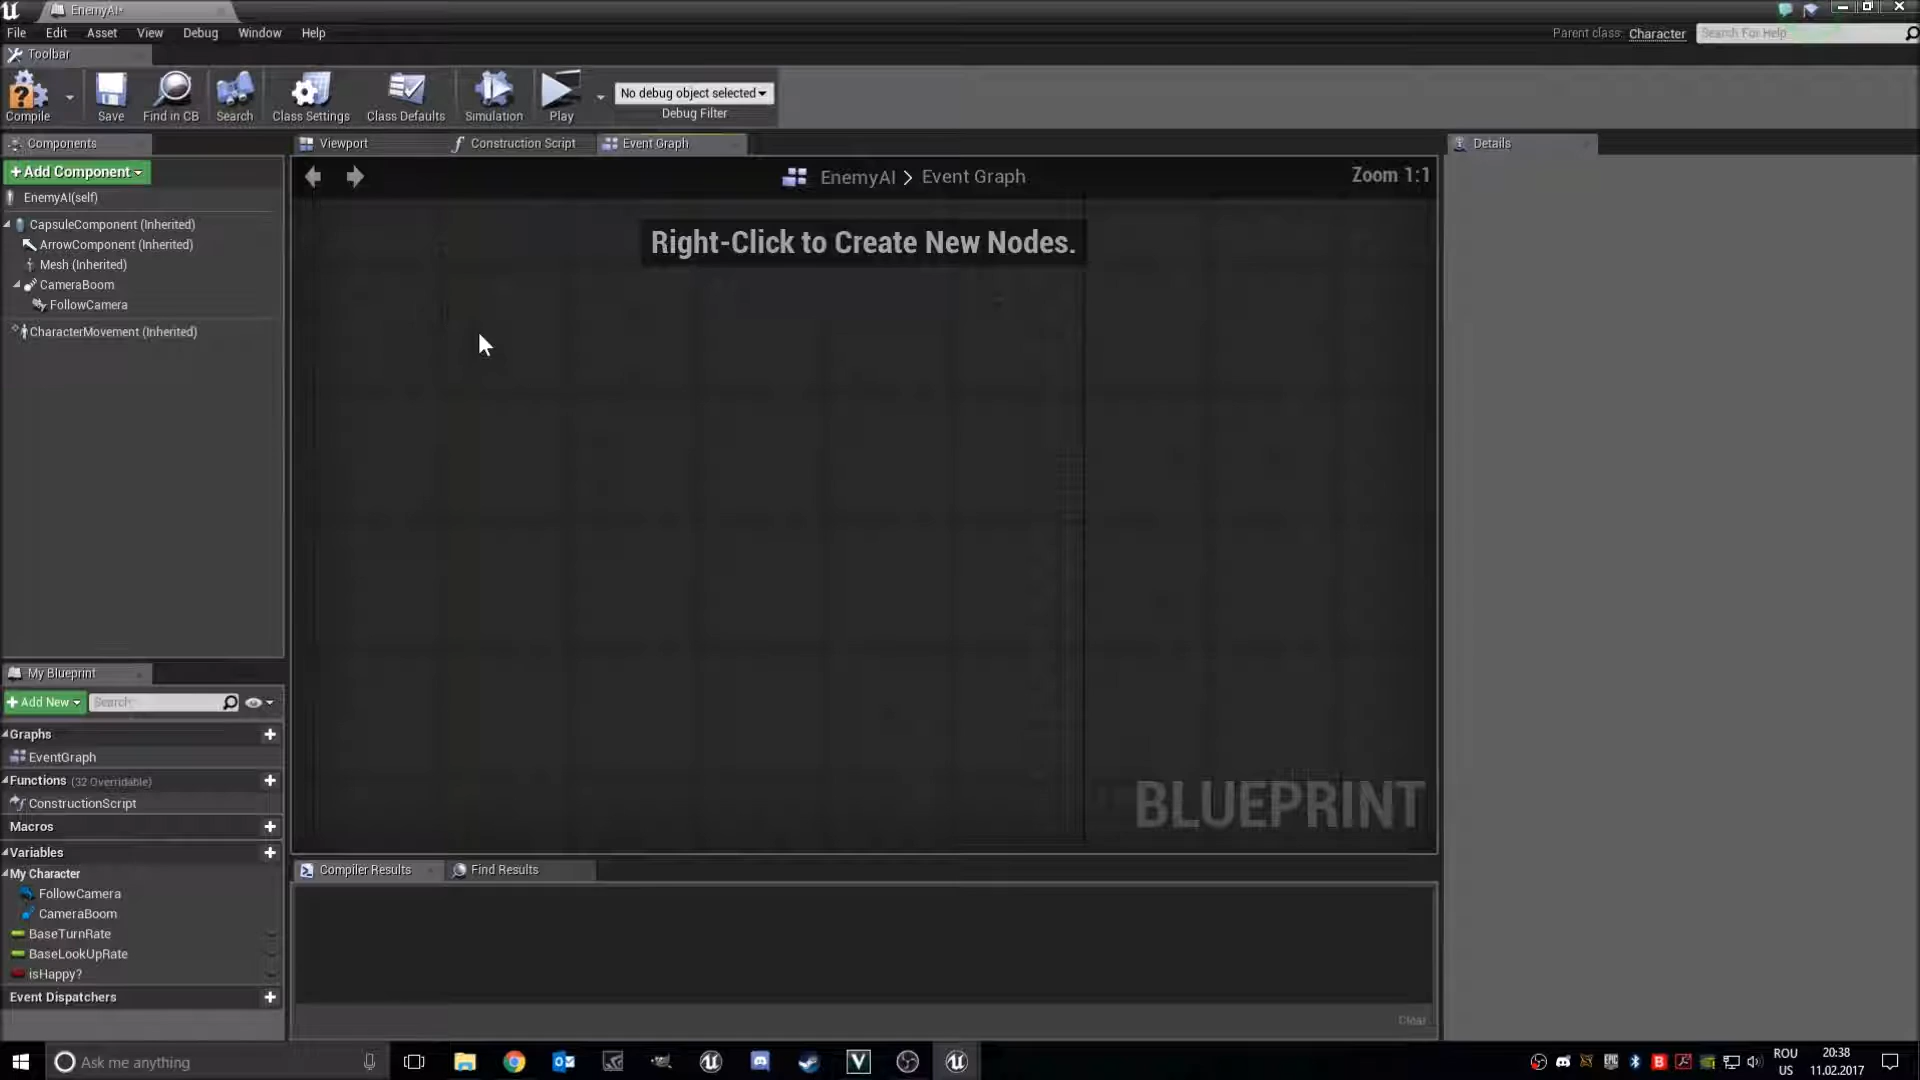 EnemyAI*
File Edit Asset View Debug Window Help
Parent class: Character Search For Help
Toolbar
Compile Save Find in CB Search Class Settings Class Defaults Simulation Play
No debug object selected
Debug Filter
Components
Viewport Construction Script Event Graph
Details
+Add Component
EnemyAI > Event Graph
Zoom 1:1
EnemyAI(self)
CapsuleComponent (Inherited)
ArrowComponent (Inherited)
Mesh (Inherited)
CameraBoom
FollowCamera
CharacterMovement (Inherited)
Right-Click to Create New Nodes.
BLUEPRINT
My Blueprint
+Add New Search
Graphs
EventGraph
Functions (32 Overridable)
ConstructionScript
Macros
Variables
My Character
FollowCamera
CameraBoom
BaseTurnRate
BaseLookUpRate
isHappy?
Event Dispatchers
Compiler Results Find Results
Clear
Ask me anything
ROU
US
20:38
11.02.2017